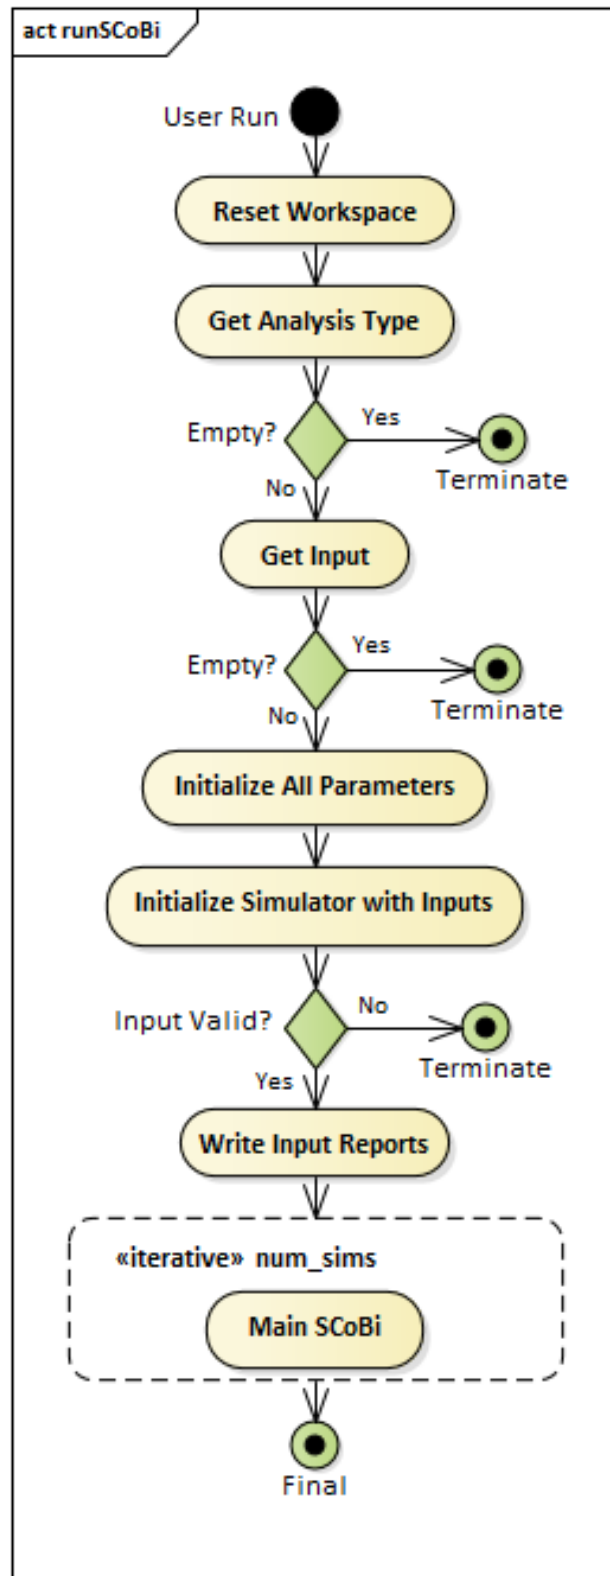 act runSCoBi
User Run
Reset Workspace
Get Analysis Type
Empty?
Yes
Terminate
No
Get Input
Empty?
Yes
Terminate
No
Initialize All Parameters
Initialize Simulator with Inputs
Input Valid?
No
Terminate
Yes
Write Input Reports
«iterative» num_sims
Main SCoBi
Final